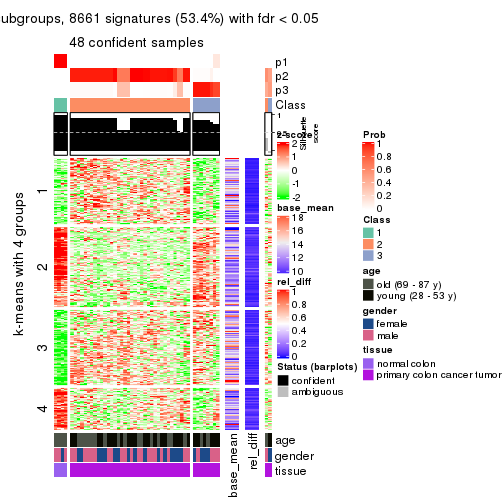 ubgroups, 8661 signatures (53.4%) with fdr < 0.05
48 confident samples
p1
p2
p3
Class
1
Silhouette
score
k-means with 4 groups
1
2
3
4
base_mean
rel_diff
age
gender
tissue
z-score
2
1
0
-1
-2
base_mean
18
16
14
12
10
rel_diff
1
0.8
0.6
0.4
0.2
0
Status (barplots)
confident
ambiguous
Prob
1
0.8
0.6
0.4
0.2
0
Class
1
2
3
age
old (69 - 87 y)
young (28 - 53 y)
gender
female
male
tissue
normal colon
primary colon cancer tumor